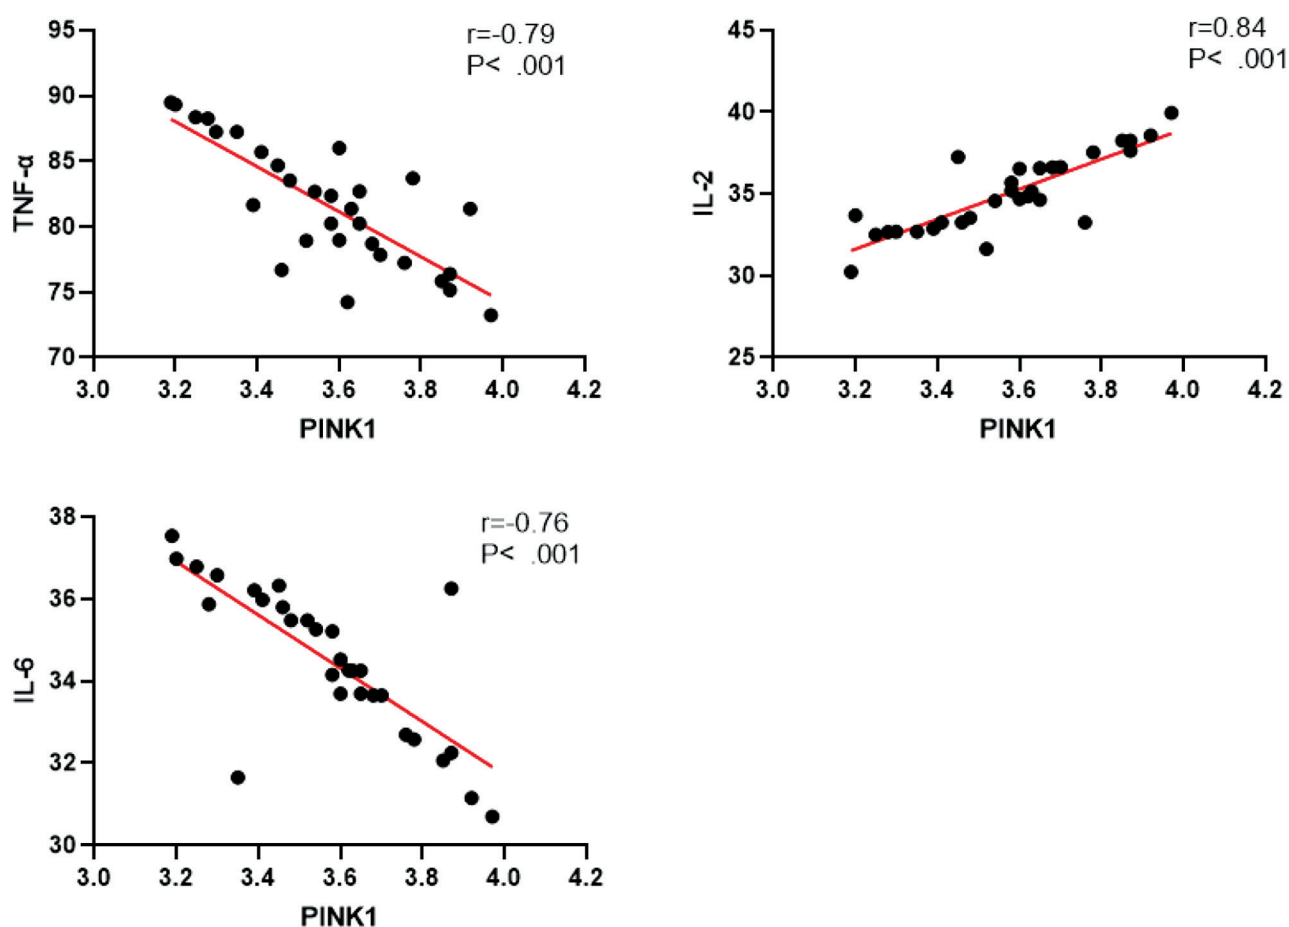 95
90
85
80
75
70
TNF-α
r=-0.79
P< .001
3.0 3.2 3.4 3.6 3.8 4.0 4.2
PINK1
45
40
35
30
25
IL-2
r=0.84
P< .001
3.0 3.2 3.4 3.6 3.8 4.0 4.2
PINK1
38
36
34
32
30
IL-6
r=-0.76
P< .001
3.0 3.2 3.4 3.6 3.8 4.0 4.2
PINK1